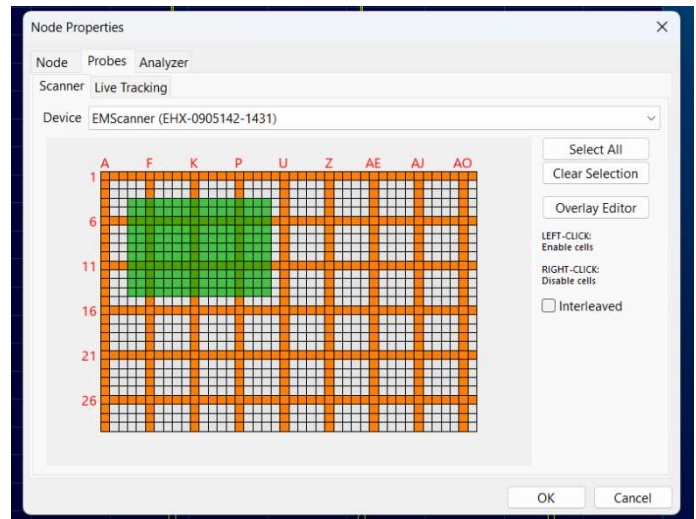 Node Properties
Node Probes Analyzer
Scanner Live Tracking
Device EMScanner (EHX-0905142-1431)
Select All
Clear Selection
Overlay Editor
LEFT-CLICK:
Enable cells
RIGHT-CLICK:
Disable cells
Interleaved
A F K P U Z AE AJ AO
1
6
11
16
21
26
OK Cancel